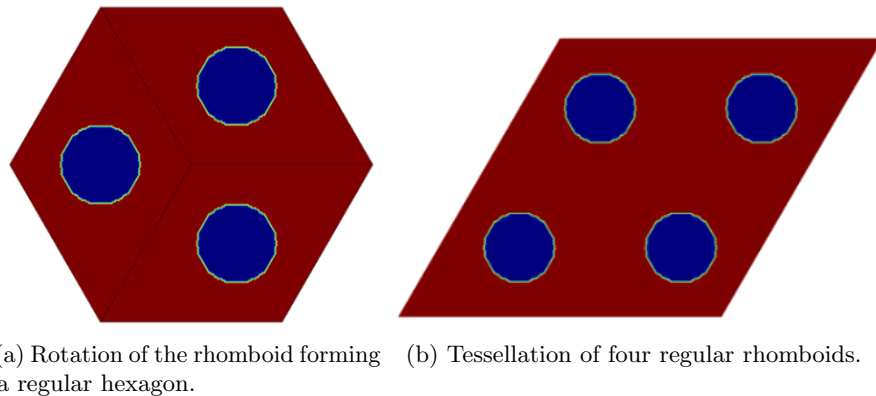 (a) Rotation of the rhomboid forming
a regular hexagon.
(b) Tessellation of four regular rhomboids.